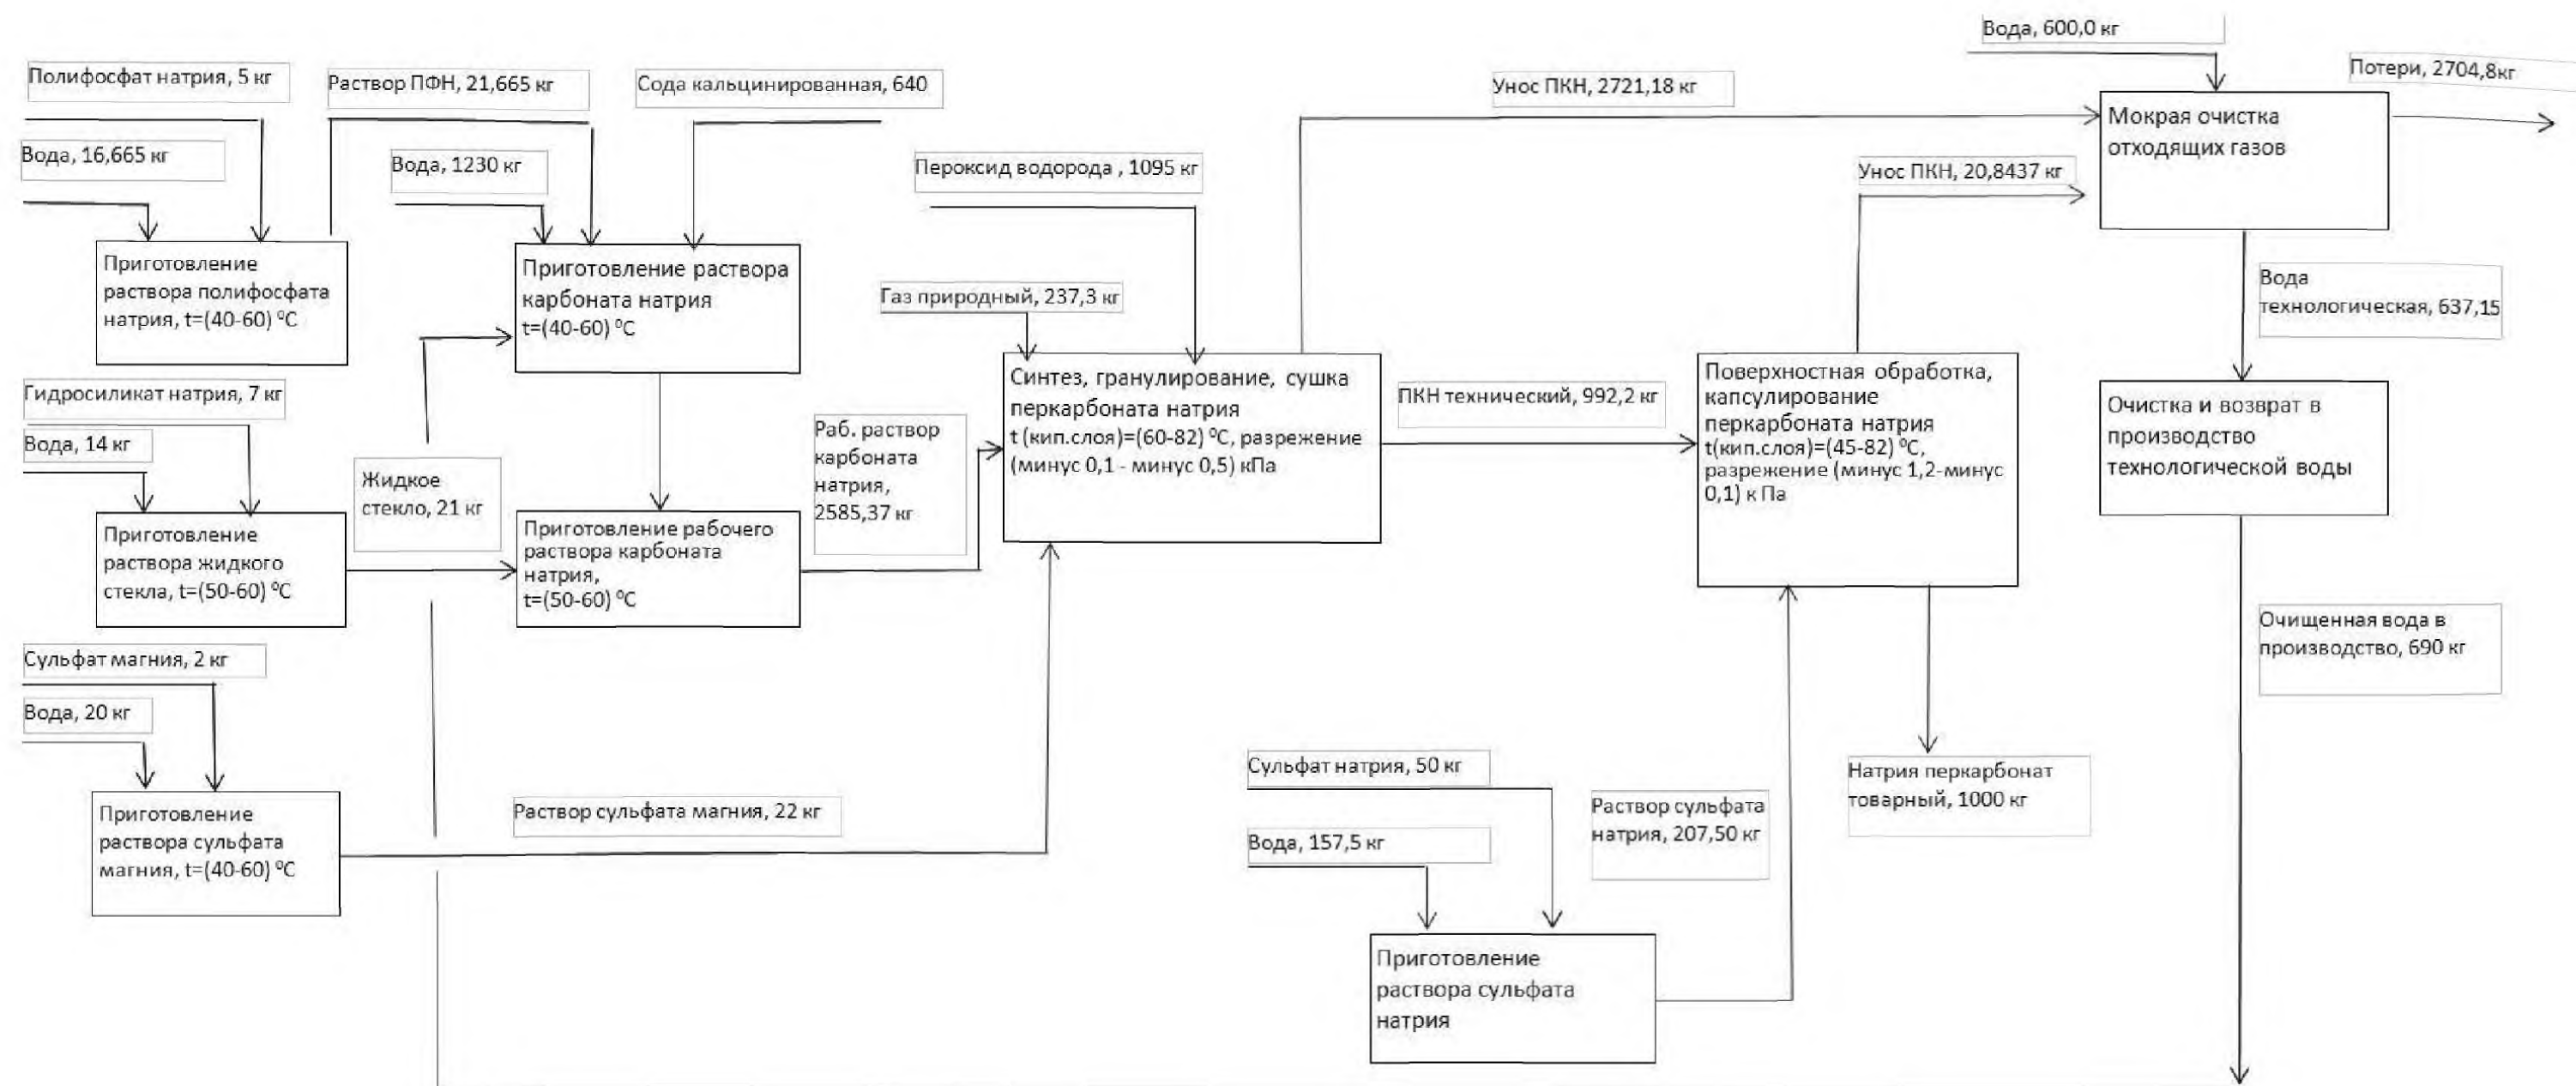 Вода, 600,0 кг
Потери, 2704,8кг
Полифосфат натрия, 5 кг
Раствор ПФН, 21,665 кг
Сода кальцинированная, 640
Унос ПКН, 2721,18 кг
Вода, 16,665 кг
Вода, 1230 кг
Пероксид водорода , 1095 кг
Унос ПКН, 20,8437 кг
Мокрая очистка
отходящих газов
Приготовление
раствора полифосфата
натрия, t=(40-60) ⁰С
Приготовление раствора
карбоната натрия
t=(40-60) ⁰С
Газ природный, 237,3 кг
Вода
технологическая, 637,15
Гидросиликат натрия, 7 кг
Вода, 14 кг
Жидкое
стекло, 21 кг
Раб. раствор
карбоната
натрия,
2585,37 кг
Синтез, гранулирование, сушка
перкарбоната натрия
t (кип.слоя)=(60-82) ⁰С, разрежение
(минус 0,1 - минус 0,5) кПа
ПКН технический, 992,2 кг
Поверхностная обработка,
капсулирование
перкарбоната натрия
t(кип.слоя)=(45-82) ⁰С,
разрежение (минус 1,2-минус
0,1) к Па
Очистка и возврат в
производство
технологической воды
Приготовление
раствора жидкого
стекла, t=(50-60) ⁰С
Приготовление рабочего
раствора карбоната
натрия,
t=(50-60) ⁰С
Очищенная вода в
производство, 690 кг
Сульфат магния, 2 кг
Вода, 20 кг
Приготовление
раствора сульфата
магния, t=(40-60) ⁰С
Раствор сульфата магния, 22 кг
Сульфат натрия, 50 кг
Вода, 157,5 кг
Раствор сульфата
натрия, 207,50 кг
Натрия перкарбонат
товарный, 1000 кг
Приготовление
раствора сульфата
натрия